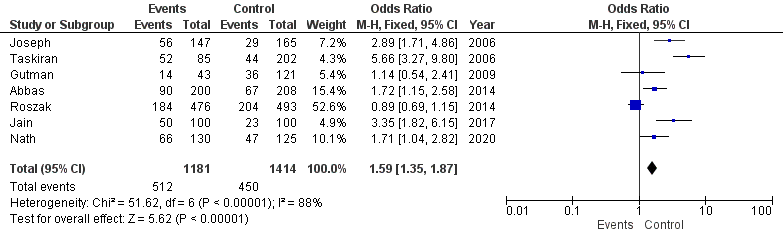 Events Control Odds Ratio Odds Ratio
Study or Subgroup Events Total Events Total Weight M-H, Fixed, 95% CI Year M-H, Fixed, 95% CI
Joseph 56 147 29 165 7.2% 2.89 [1.71, 4.86] 2006
Taskiran 52 85 44 202 4.3% 5.66 [3.27, 9.80] 2006
Gutman 14 43 36 121 4.1% 1.14 [0.54, 2.41] 2009
Abbas 90 200 67 208 15.4% 1.72 [1.15, 2.58] 2014
Roszak 184 476 204 493 52.6% 0.89 [0.69, 1.15] 2014
Jain 50 100 23 100 4.9% 3.35 [1.82, 6.15] 2017
Nath 66 130 47 125 10.1% 1.71 [1.04, 2.82] 2020
Total (95% CI) 1181 1414 100.0% 1.59 [1.35, 1.87]
Total events 512 450
Heterogeneity: Chi² = 51.62, df = 6 (P < 0.00001); I² = 88%
Test for overall effect: Z = 5.62 (P < 0.00001)
0.01 0.1 1 10 100
Events Control